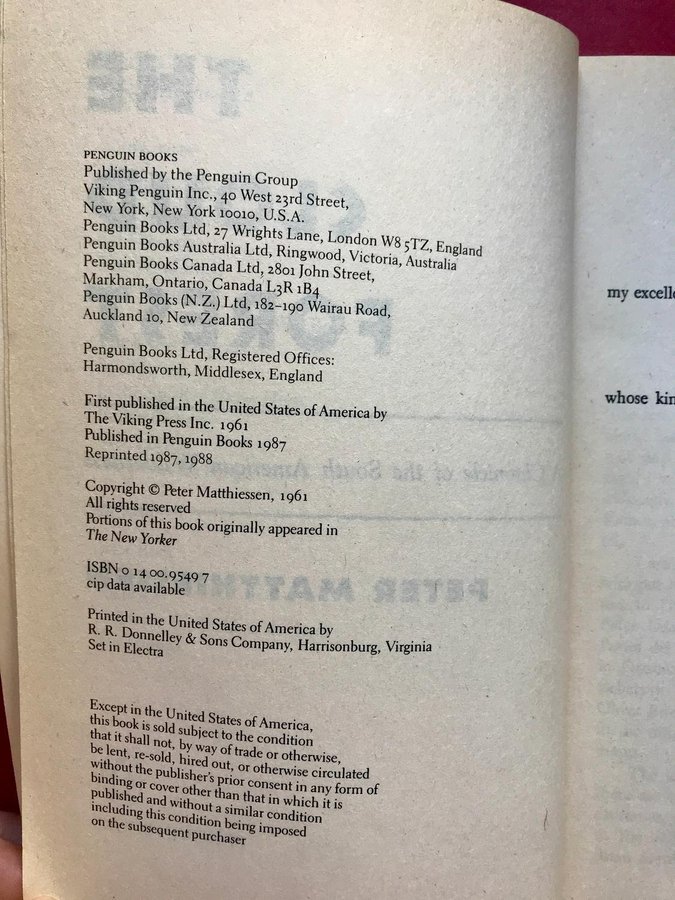 PENGUIN BOOKS
Published by the Penguin Group
Viking Penguin Inc., 40 West 23rd Street,
New York, New York 10010, U.S.A.
Penguin Books Ltd, 27 Wrights Lane, London W8 5TZ, England
Penguin Books Australia Ltd, Ringwood, Victoria, Australia
Penguin Books Canada Ltd, 2801 John Street,
Markham, Ontario, Canada L3R 1B4
Penguin Books (N.Z.) Ltd, 182–190 Wairau Road,
Auckland 10, New Zealand
Penguin Books Ltd, Registered Offices:
Harmondsworth, Middlesex, England
First published in the United States of America by
The Viking Press Inc. 1961
Published in Penguin Books 1987
Reprinted 1987, 1988
Copyright © Peter Matthiessen, 1961
All rights reserved
Portions of this book originally appeared in
The New Yorker
ISBN 0 14 00.9549 7
cip data available
Printed in the United States of America by
R. R. Donnelley & Sons Company, Harrisonburg, Virginia
Set in Electra
Except in the United States of America,
this book is sold subject to the condition
that it shall not, by way of trade or otherwise,
be lent, re-sold, hired out, or otherwise circulated
without the publisher's prior consent in any form of
binding or cover other than that in which it is
published and without a similar condition
including this condition being imposed
on the subsequent purchaser
my excelle
whose kin